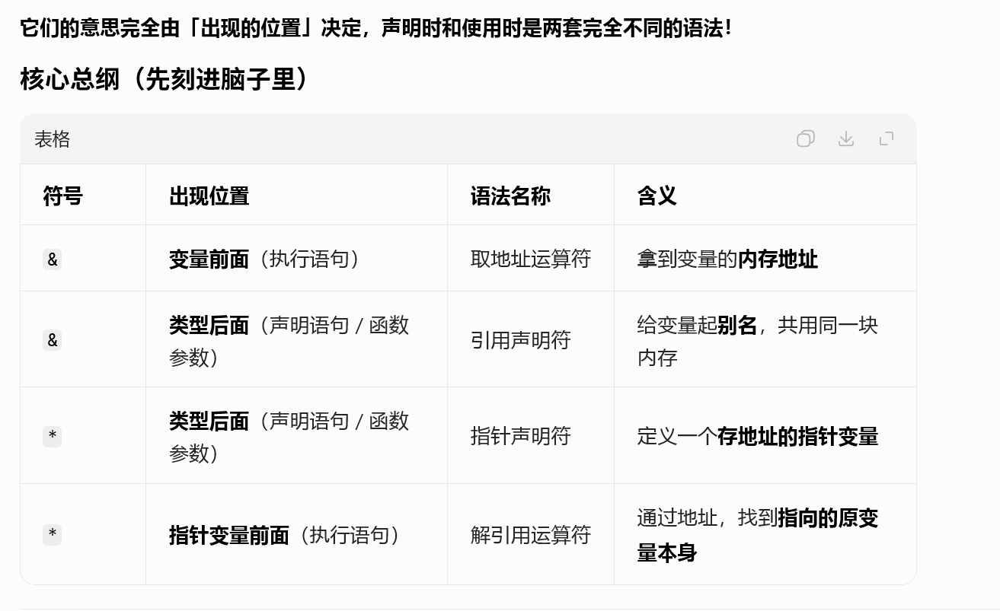 它们的意思完全由「出现的位置」决定，声明时和使用时是两套完全不同的语法！
核心总纲（先刻进脑子里）
表格
符号 出现位置 语法名称 含义
& 变量前面（执行语句） 取地址运算符 拿到变量的内存地址
& 类型后面（声明语句 / 函数参数） 引用声明符 给变量起别名，共用同一块内存
* 类型后面（声明语句 / 函数参数） 指针声明符 定义一个存地址的指针变量
* 指针变量前面（执行语句） 解引用运算符 通过地址，找到指向的原变量本身